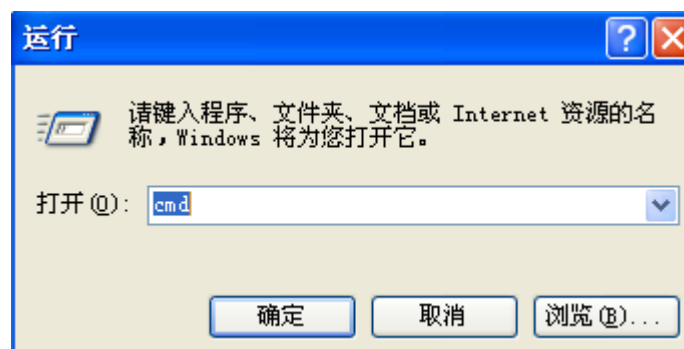 运行
请键入程序、文件夹、文档或 Internet 资源的名
称，Windows 将为您打开它。
打开(O): cmd
确定 取消 浏览(B)...